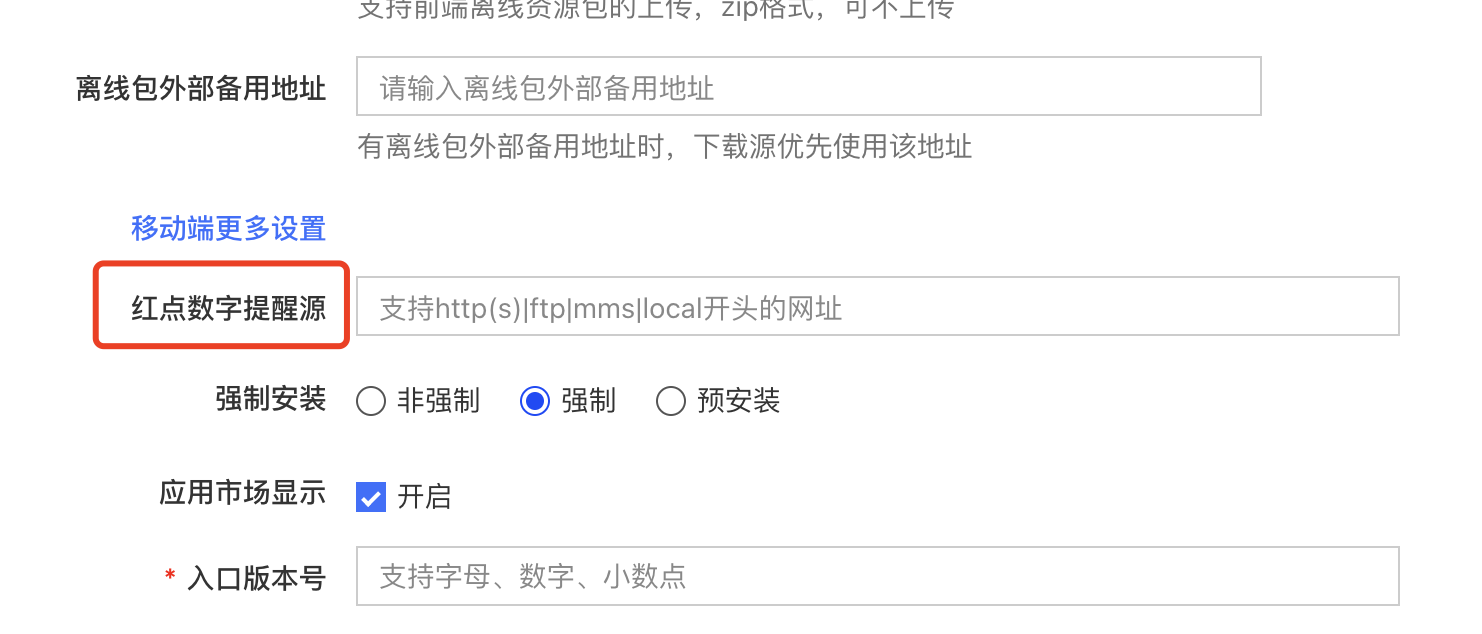 支持前端离线资源包的上传，zip格式，可不上传
离线包外部备用地址 请输入离线包外部备用地址
有离线包外部备用地址时，下载源优先使用该地址
移动端更多设置
红点数字提醒源 支持http(s)|ftp|mms|local开头的网址
强制安装 非强制 强制 预安装
应用市场显示 开启
* 入口版本号 支持字母、数字、小数点